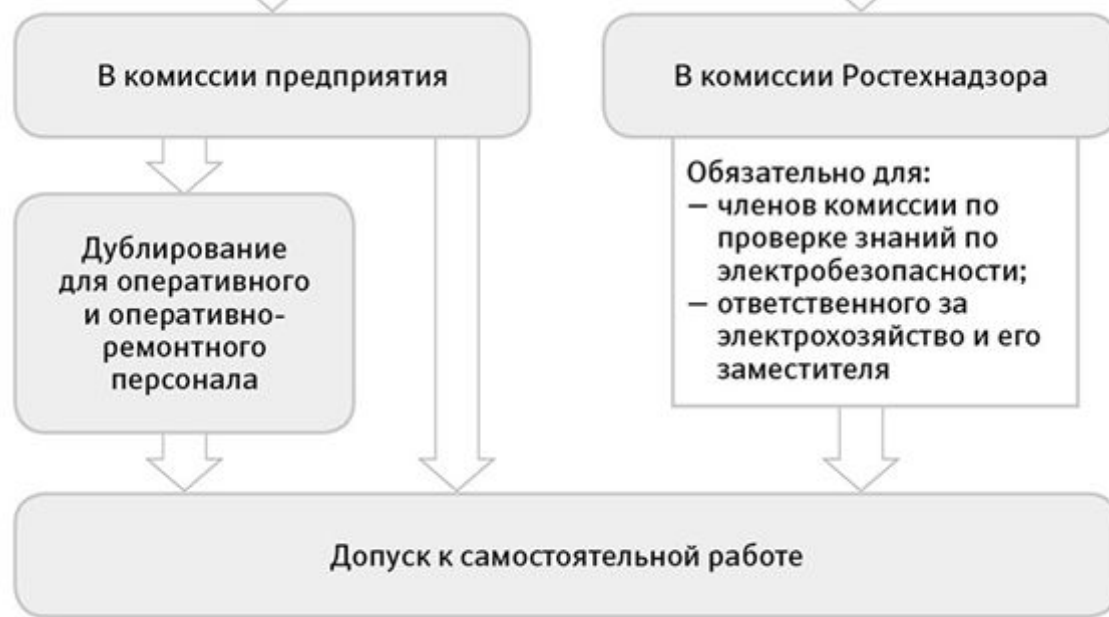 В комиссии предприятия
В комиссии Ростехнадзора
Дублирование
для оперативного
и оперативно-
ремонтного
персонала
Обязательно для:
— членов комиссии по
проверке знаний по
электробезопасности;
— ответственного за
электрохозяйство и его
заместителя
Допуск к самостоятельной работе